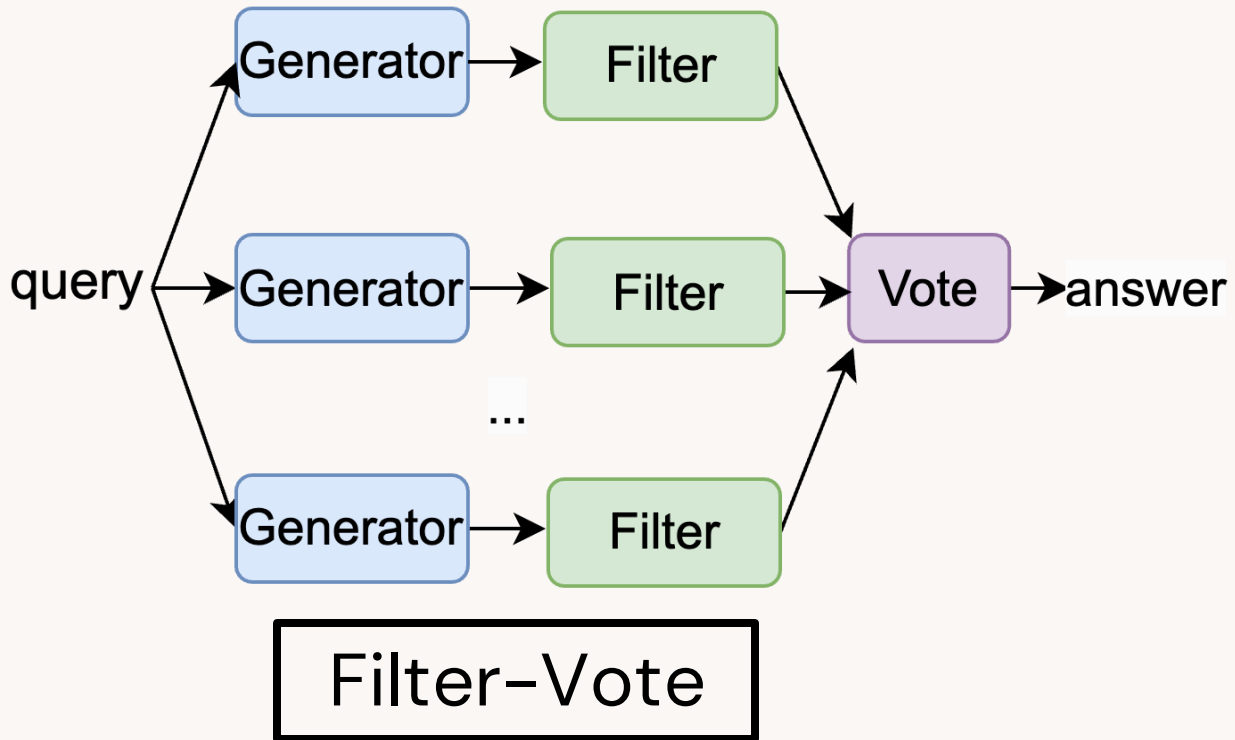 Generator
Filter
query
Generator
Filter
Vote
answer
...
Generator
Filter
Filter-Vote